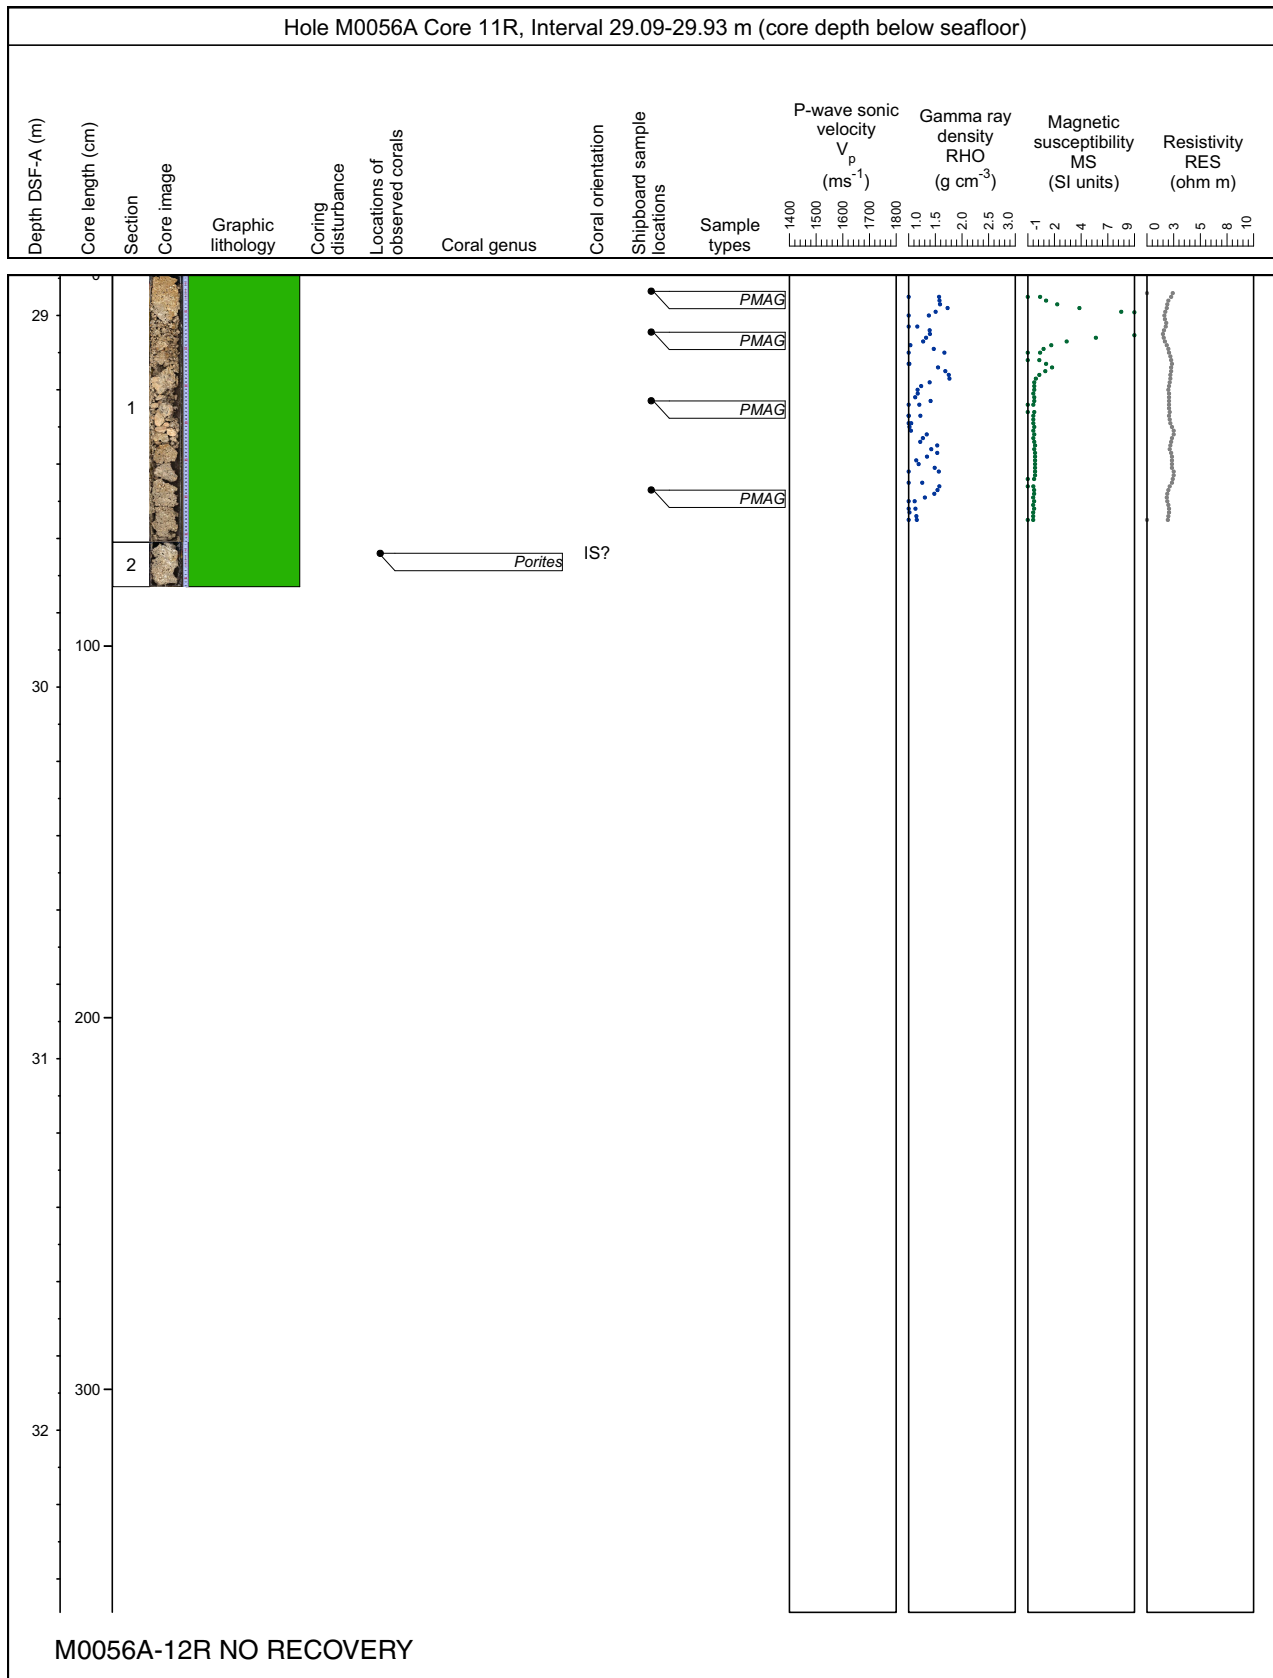 Hole M0056A Core 11R, Interval 29.09-29.93 m (core depth below seafloor)
Depth DSF-A (m)
Core length (cm)
Section
Core image
Graphic
lithology
Coring
disturbance
Locations of
observed corals
Coral genus
Coral orientation
Shipboard sample
locations
Sample
types
P-wave sonic
velocity
Vp
(ms-1)
1400 1500 1600 1700 1800
Gamma ray
density
RHO
(g cm-3)
1.0 1.5 2.0 2.5 3.0
Magnetic
susceptibility
MS
(SI units)
-1 2 4 7 9
Resistivity
RES
(ohm m)
0 3 5 8 10
0
29
PMAG
PMAG
1
PMAG
PMAG
2
Porites
IS?
100
30
200
31
300
32
M0056A-12R NO RECOVERY